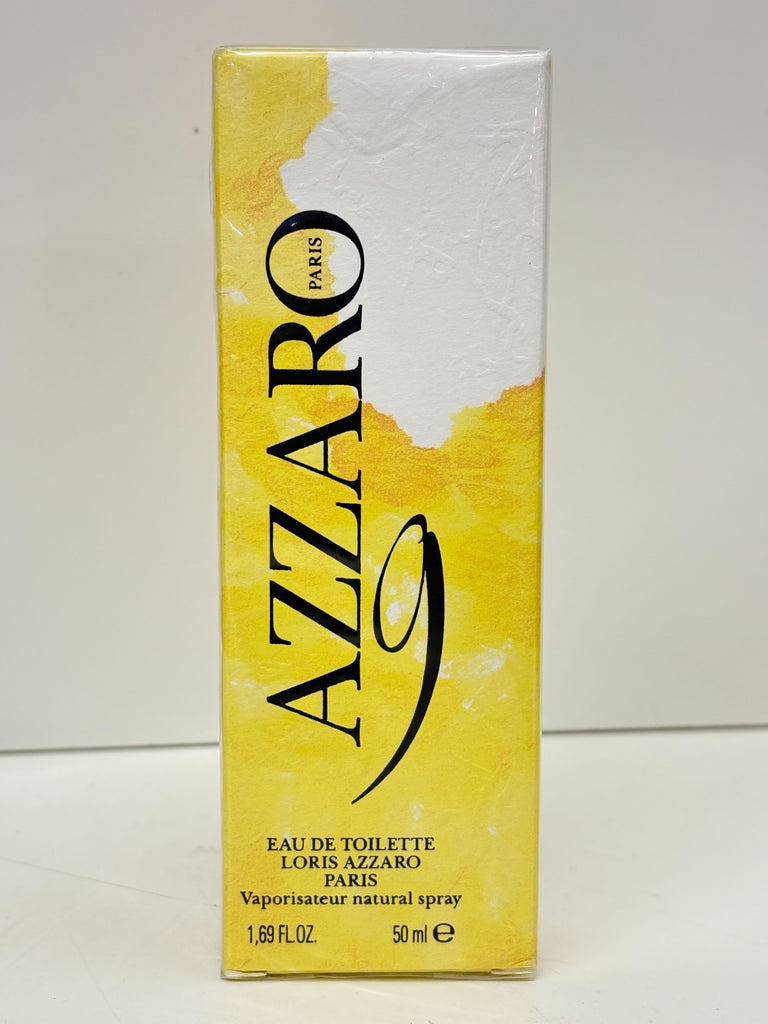 AZZARO
PARIS
9
EAU DE TOILETTE
LORIS AZZARO
PARIS
Vaporisateur natural spray
1,69 FL.OZ. 50 ml ℮